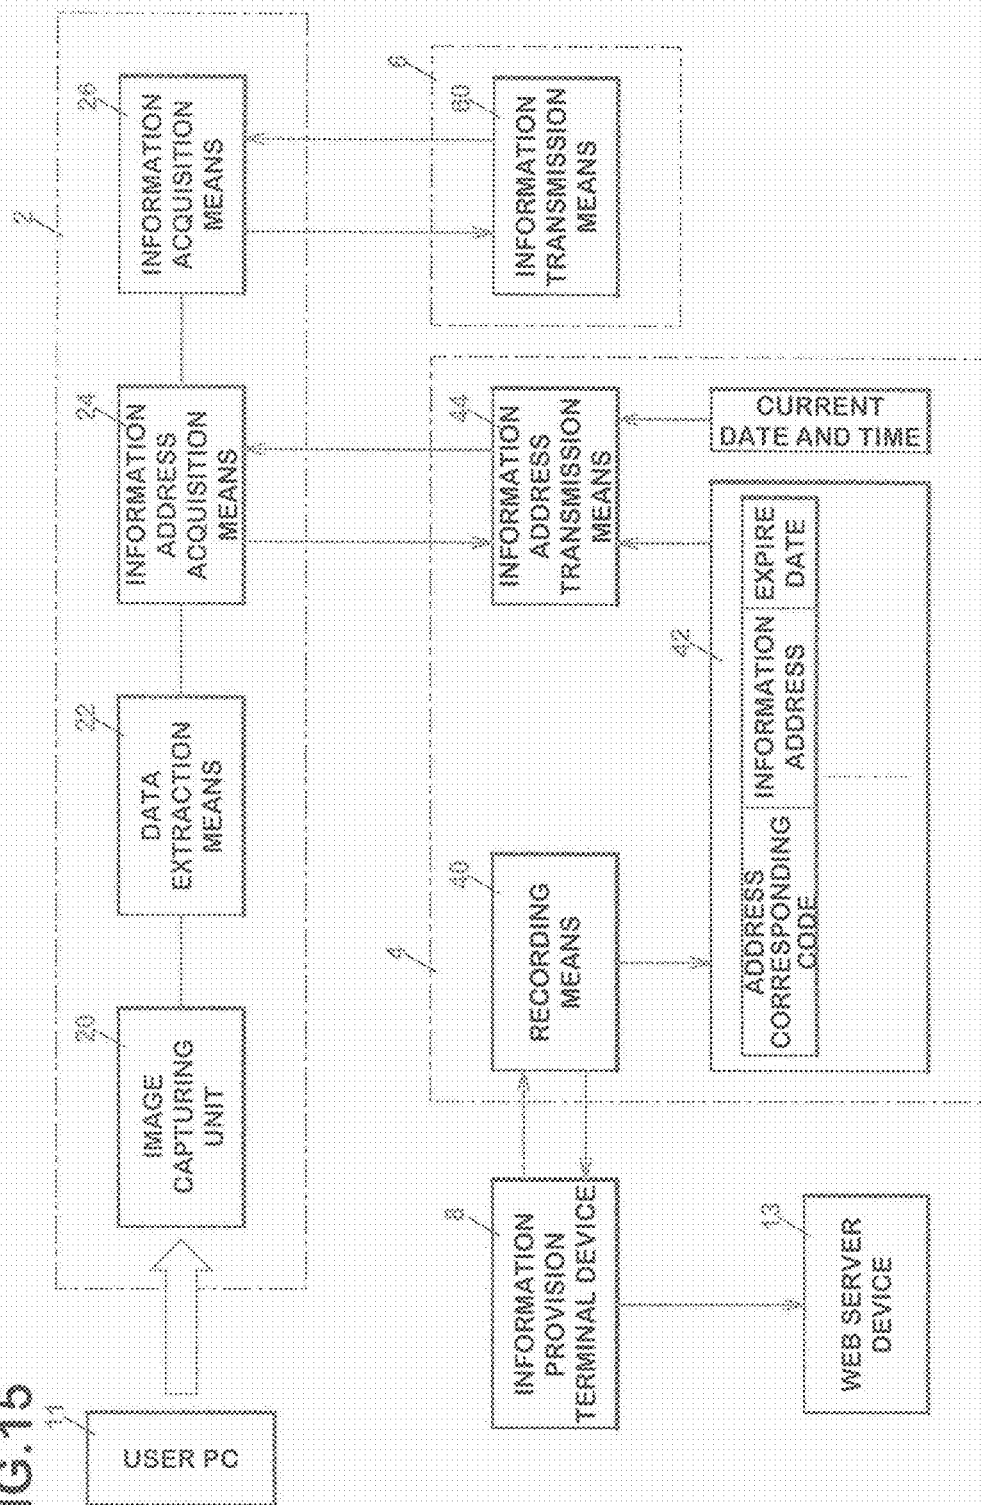 IG.15
11
USER PC
2
20
IMAGE
CAPTURING
UNIT
22
DATA
EXTRACTION
MEANS
24
INFORMATION
ADDRESS
ACQUISITION
MEANS
26
INFORMATION
ACQUISITION
MEANS
8
INFORMATION
PROVISION
TERMINAL DEVICE
4
40
RECORDING
MEANS
44
INFORMATION
ADDRESS
TRANSMISSION
MEANS
6
60
INFORMATION
TRANSMISSION
MEANS
13
WEB SERVER
DEVICE
42
ADDRESS
CORRESPONDING
CODE
INFORMATION
ADDRESS
EXPIRE
DATE
CURRENT
DATE AND TIME